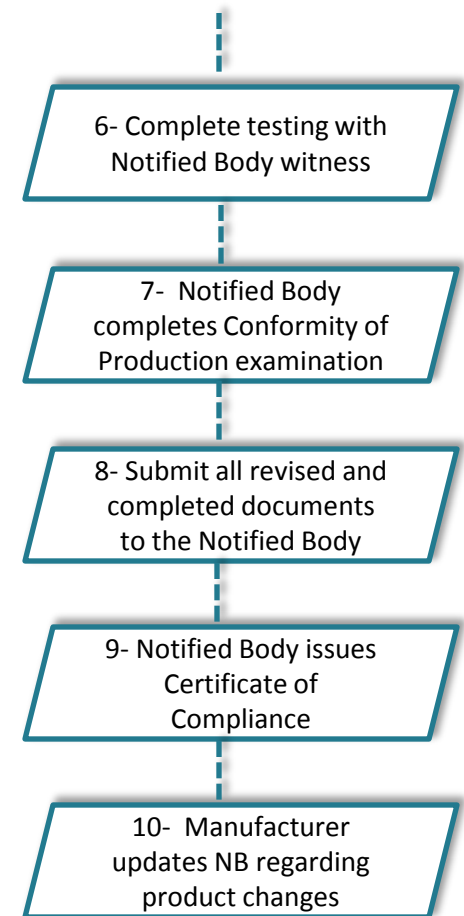 6- Complete testing with
Notified Body witness
7-  Notified Body
completes Conformity of
Production examination
8- Submit all revised and
completed documents
to the Notified Body
9- Notified Body issues
Certificate of
Compliance
10-  Manufacturer
updates NB regarding
product changes